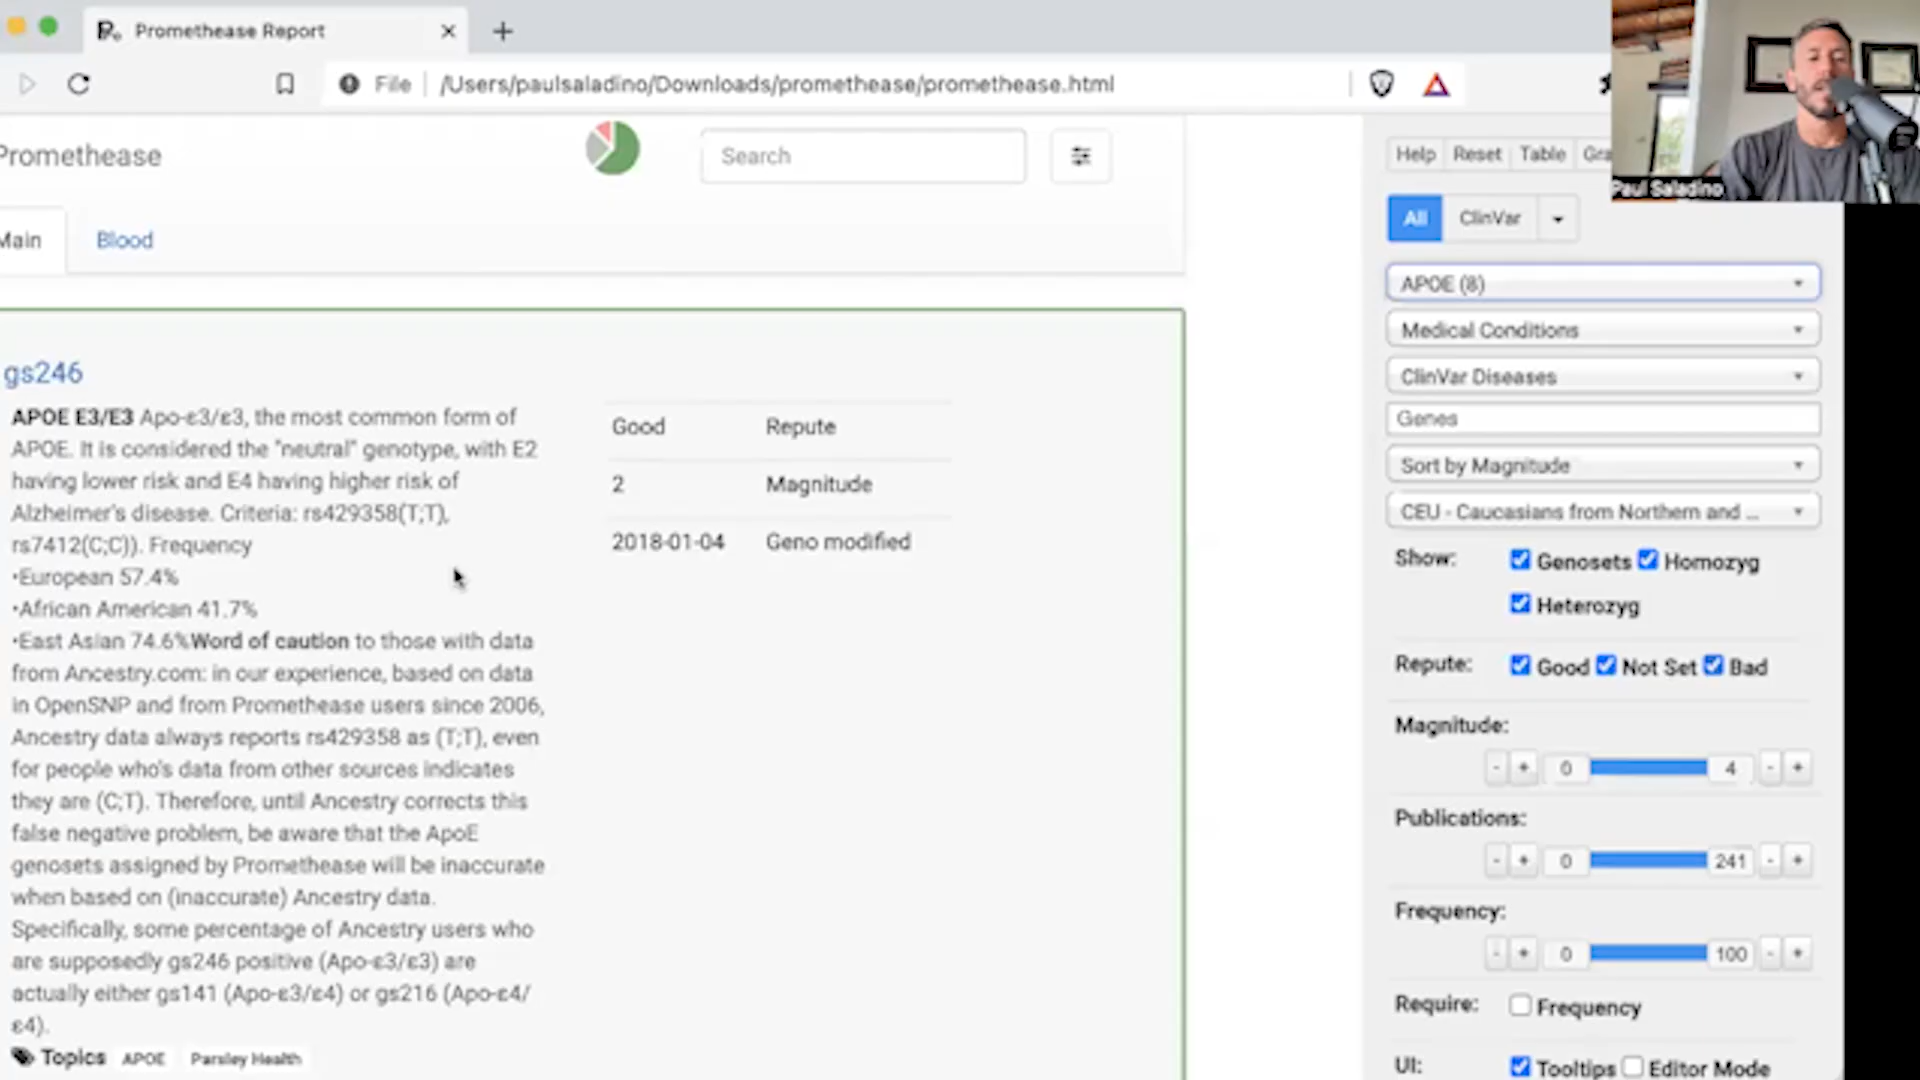 Promethease Report
File
/Users/paulsaladino/Downloads/promethease/promethease.html
Promethease
Search
Help Reset Table
Paul Saladino
Main Blood
All ClinVar
APOE (8)
Medical Conditions
ClinVar Diseases
Genes
Sort by Magnitude
CEU - Caucasians from Northern and ...
gs246
APOE E3/E3 Apo-ε3/ε3, the most common form of
APOE. It is considered the "neutral" genotype, with E2
having lower risk and E4 having higher risk of
Alzheimer's disease. Criteria: rs429358(T;T),
rs7412(C;C)). Frequency
•European 57.4%
•African American 41.7%
•East Asian 74.6%Word of caution to those with data
from Ancestry.com: in our experience, based on data
in OpenSNP and from Promethease users since 2006,
Ancestry data always reports rs429358 as (T;T), even
for people who's data from other sources indicates
they are (C;T). Therefore, until Ancestry corrects this
false negative problem, be aware that the ApoE
genosets assigned by Promethease will be inaccurate
when based on (inaccurate) Ancestry data.
Specifically, some percentage of Ancestry users who
are supposedly gs246 positive (Apo-ε3/ε3) are
actually either gs141 (Apo-ε3/ε4) or gs216 (Apo-ε4/
ε4).
Topics APOE Parsley Health
Good Repute
2 Magnitude
2018-01-04 Geno modified
Show: Genosets Homozyg
Heterozyg
Repute: Good Not Set Bad
Magnitude:
- + 0 4 - +
Publications:
- + 0 241 - +
Frequency:
- + 0 100 - +
Require: Frequency
UI: Tooltips Editor Mode